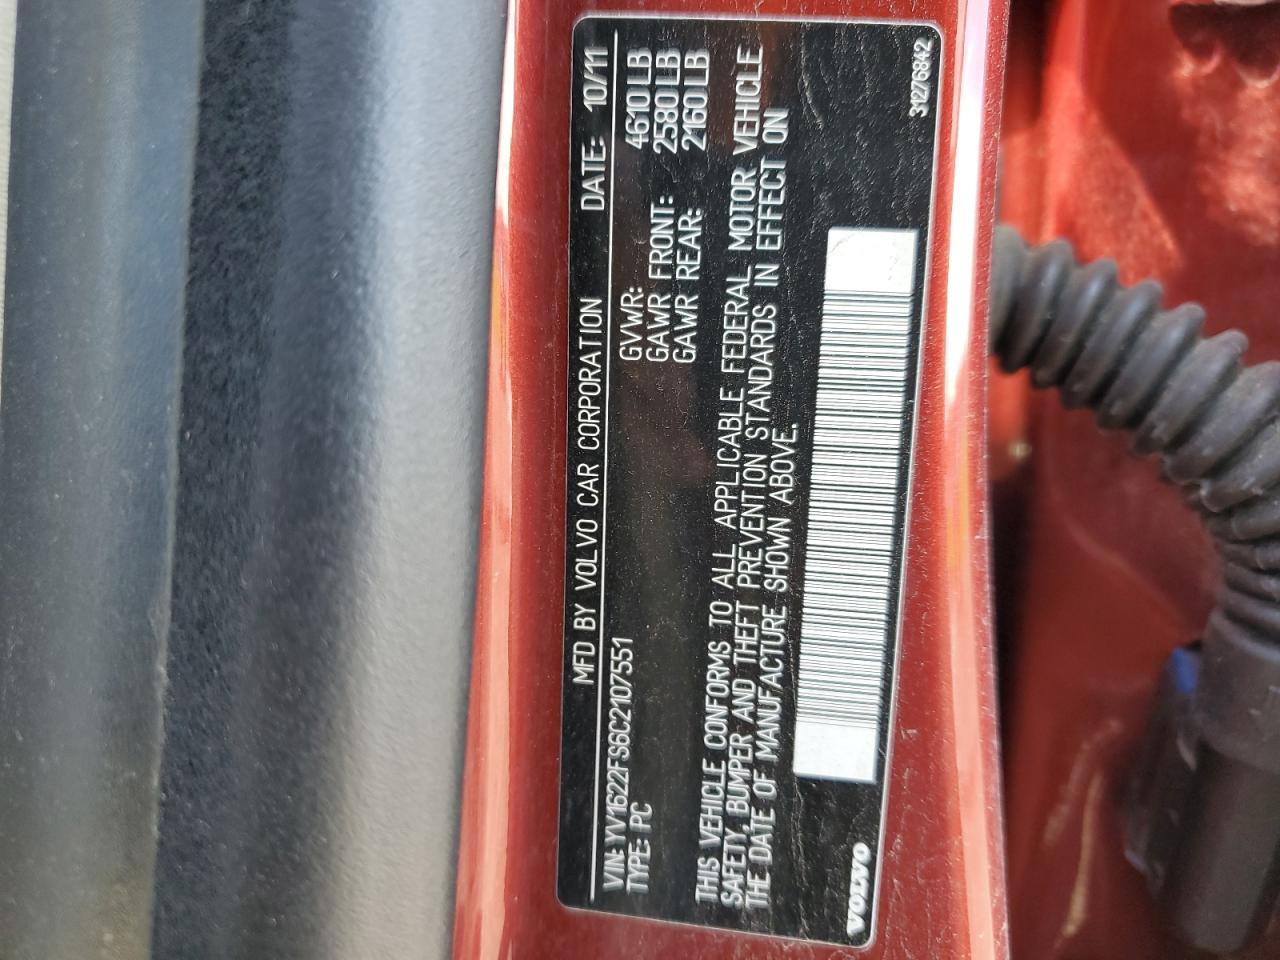 MFD BY VOLVO CAR CORPORATION DATE: 10/11
VIN: YV1622FS6C2107551 GVWR: 4610 LB
TYPE: PC GAWR FRONT: 2580 LB
GAWR REAR: 2160 LB
THIS VEHICLE CONFORMS TO ALL APPLICABLE FEDERAL MOTOR VEHICLE
SAFETY, BUMPER AND THEFT PREVENTION STANDARDS IN EFFECT ON
THE DATE OF MANUFACTURE SHOWN ABOVE.
VOLVO 31276842